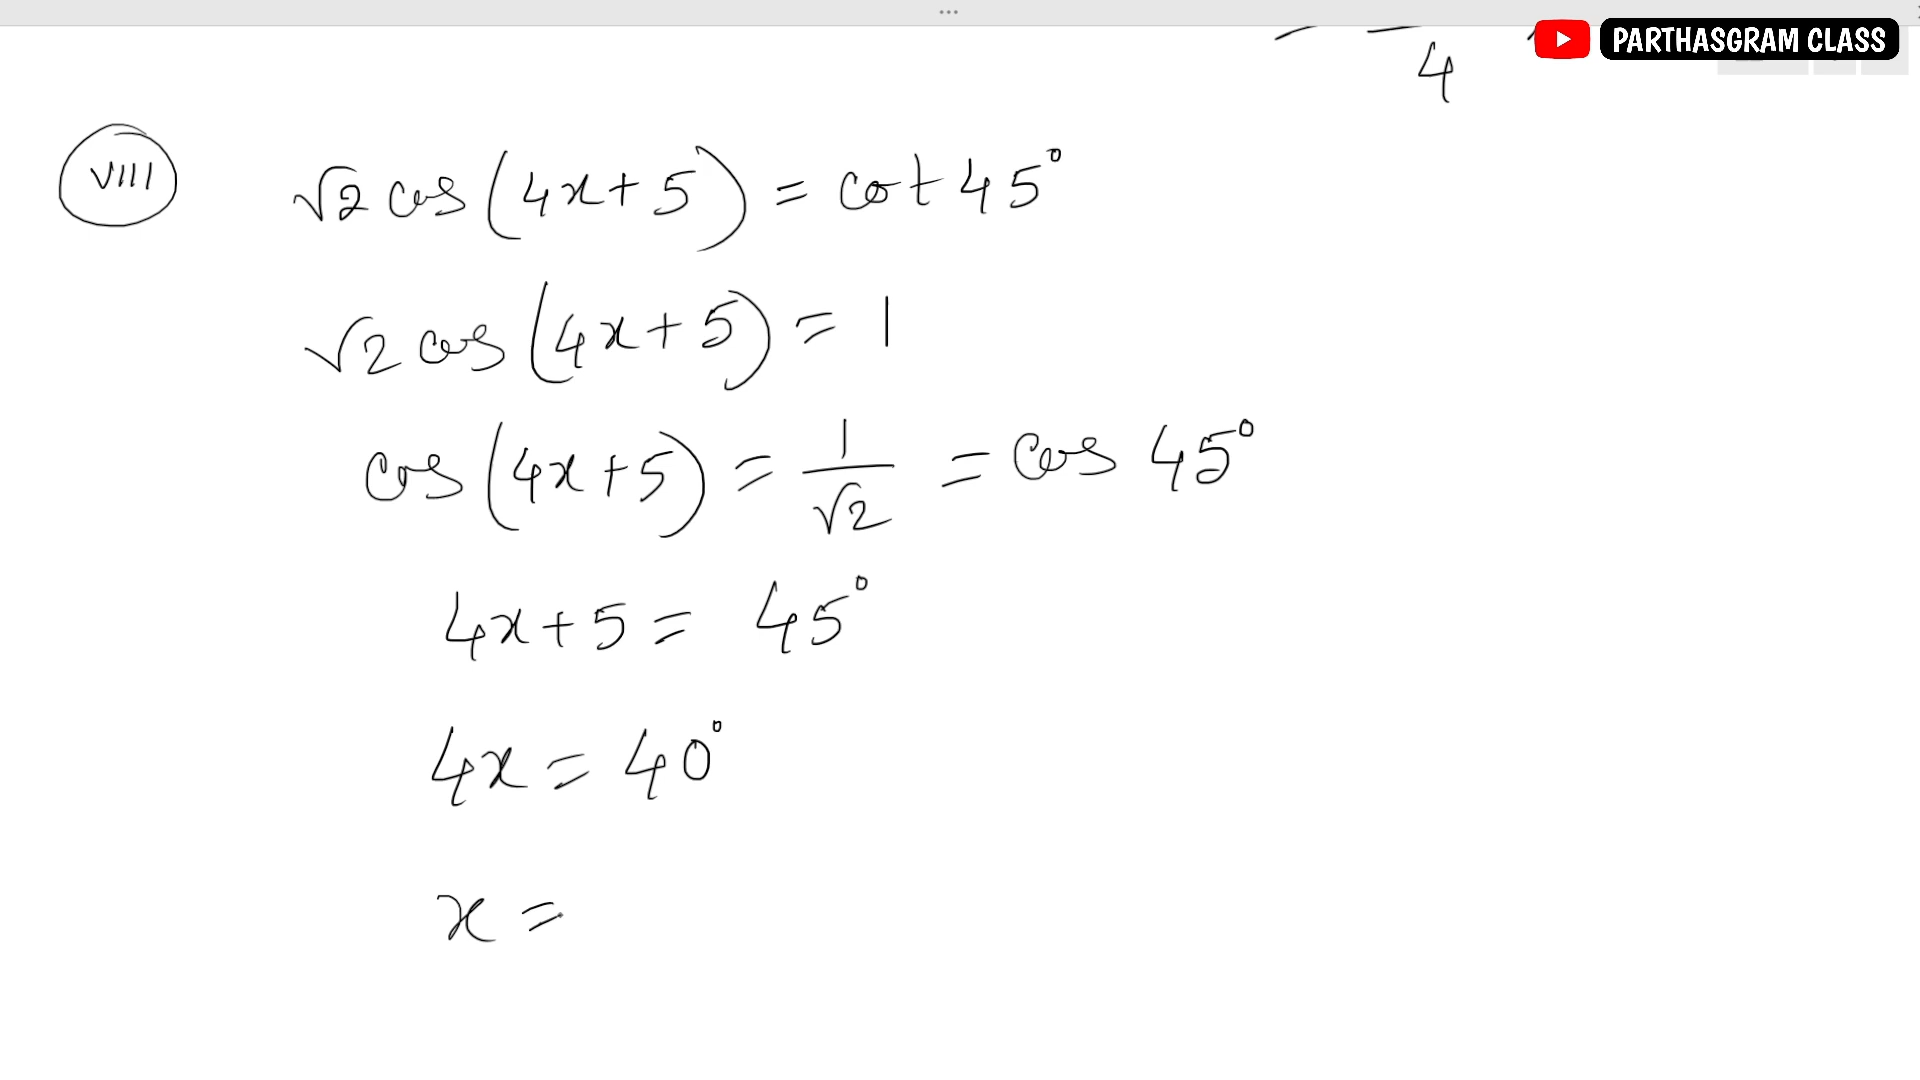 ...
= 4
PARTHASGRAM CLASS
VIII √2 cos (4x+5) = cot 45°
√2 cos (4x+5) = 1
cos (4x+5) = 1/√2 = cos 45°
4x+5 = 45°
4x = 40°
x =